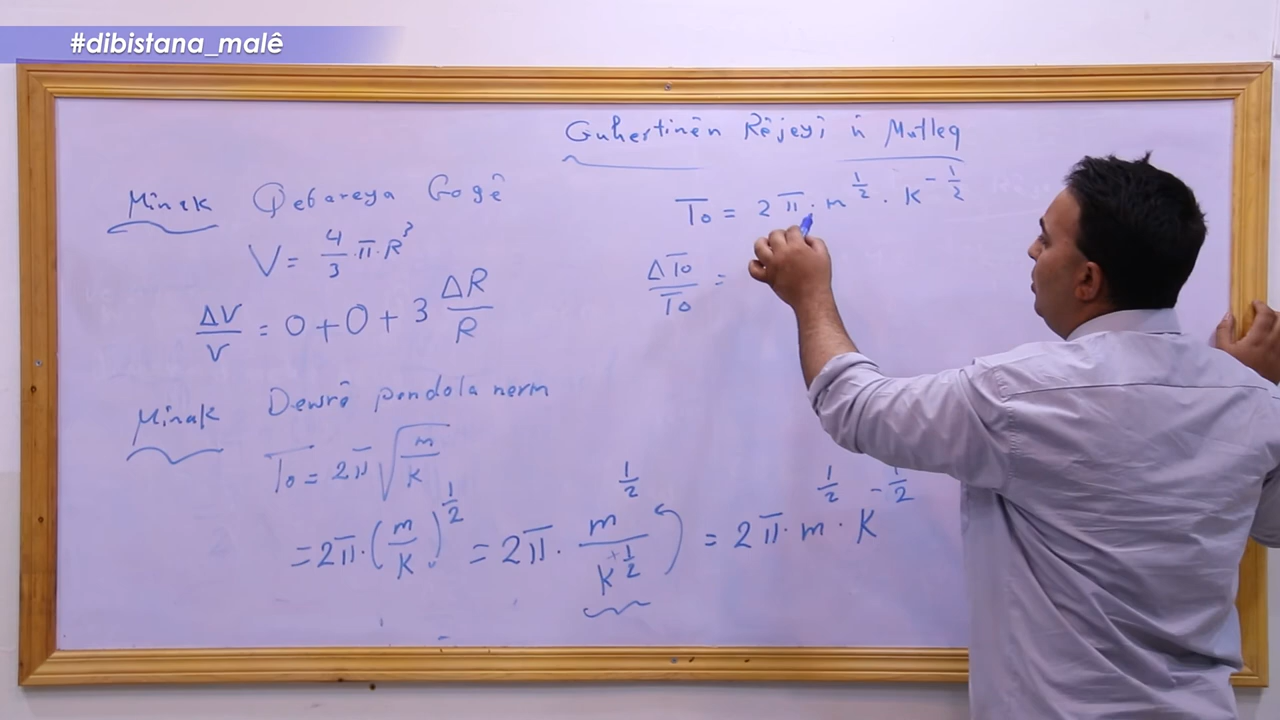 #dibistana_malê
Guhertinên Rêjeyî û Mutleq
Minak Qebareya Gogê
V = 4/3 · π · R³
ΔV/V = 0 + 0 + 3 ΔR/R
Minak Dewrê pendola nerm
T₀ = 2π √(m/K)
= 2π · (m/K)^(1/2) = 2π · m^(1/2) / K^(+1/2) ) = 2π · m^(1/2) · K^(-1/2)
T₀ = 2π · m^(1/2) · K^(-1/2)
ΔT₀/T₀ =